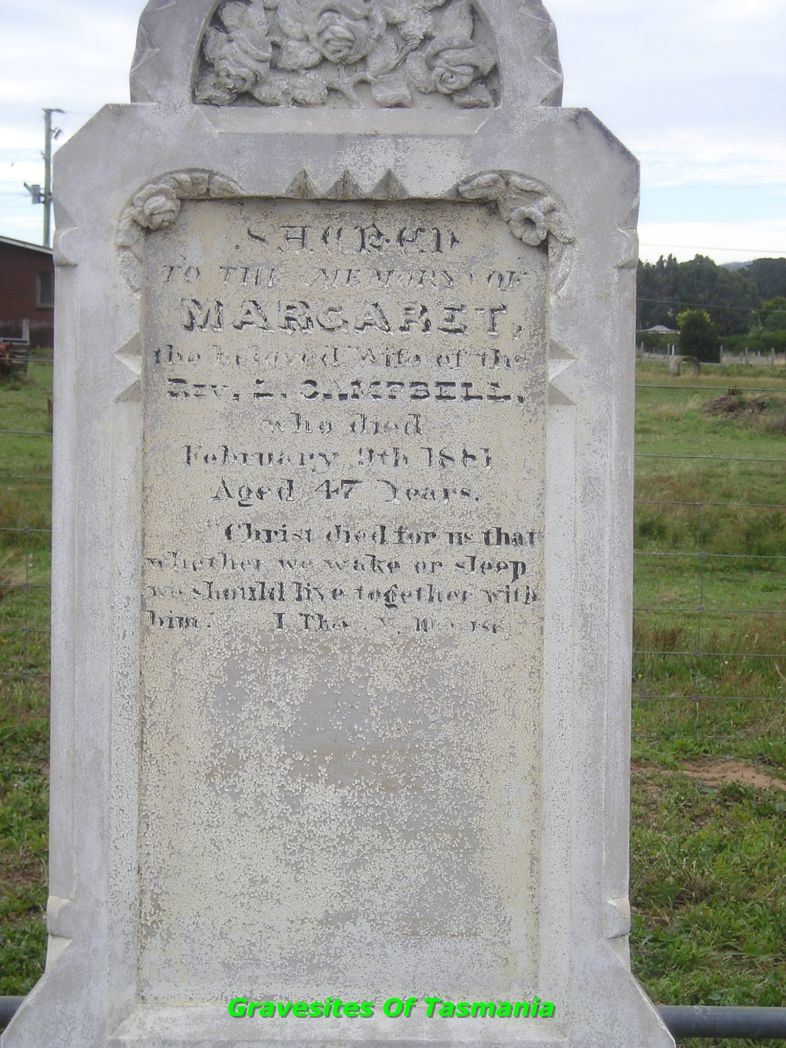 SACRED
TO THE MEMORY OF
MARGARET,
the beloved Wife of the
Rev. L. CAMPBELL,
who died
February 9th 1881
Aged 47 Years.
"Christ died for us that
whether we wake or sleep
we should live together with
him." I Thes. V. 10
Gravesites Of Tasmania